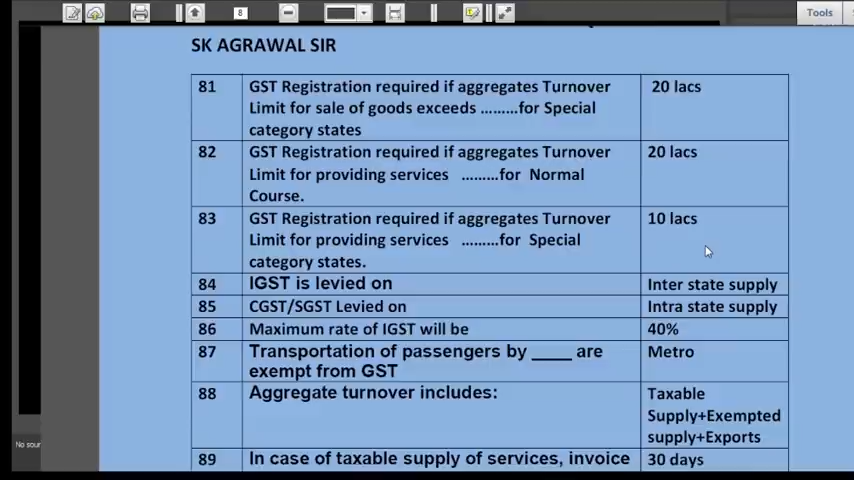 Tools
8
SK AGRAWAL SIR
81 GST Registration required if aggregates Turnover 20 lacs
Limit for sale of goods exceeds .........for Special
category states
82 GST Registration required if aggregates Turnover 20 lacs
Limit for providing services .........for Normal
Course.
83 GST Registration required if aggregates Turnover 10 lacs
Limit for providing services .........for Special
category states.
84 IGST is levied on Inter state supply
85 CGST/SGST Levied on Intra state supply
86 Maximum rate of IGST will be 40%
87 Transportation of passengers by ____ are Metro
exempt from GST
88 Aggregate turnover includes: Taxable
Supply+Exempted
supply+Exports
89 In case of taxable supply of services, invoice 30 days
No sour